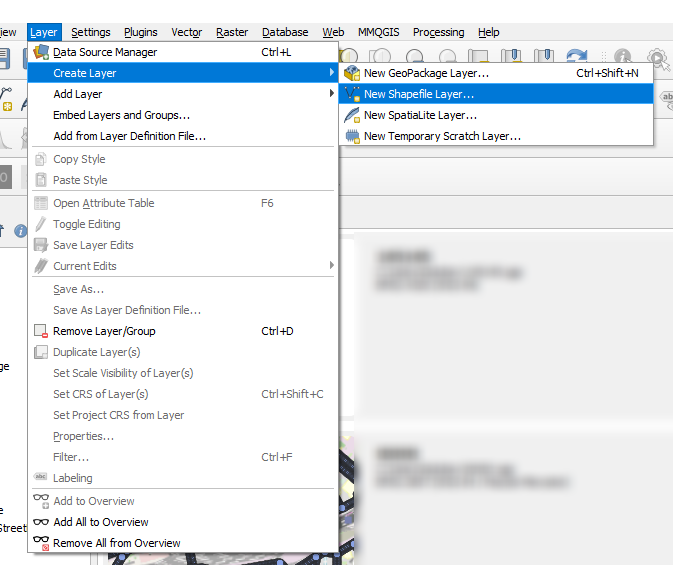 iew Layer Settings Plugins Vector Raster Database Web MMQGIS Processing Help
Data Source Manager Ctrl+L
Create Layer
New GeoPackage Layer... Ctrl+Shift+N
Add Layer
New Shapefile Layer...
Embed Layers and Groups...
New SpatiaLite Layer...
Add from Layer Definition File...
New Temporary Scratch Layer...
Copy Style
Paste Style
Open Attribute Table F6
Toggle Editing
Save Layer Edits
Current Edits
Save As...
Save As Layer Definition File...
Remove Layer/Group Ctrl+D
Duplicate Layer(s)
ge
Set Scale Visibility of Layer(s)
Set CRS of Layer(s) Ctrl+Shift+C
Set Project CRS from Layer
Properties...
Filter... Ctrl+F
abc Labeling
Add to Overview
e
Add All to Overview
Street
Remove All from Overview